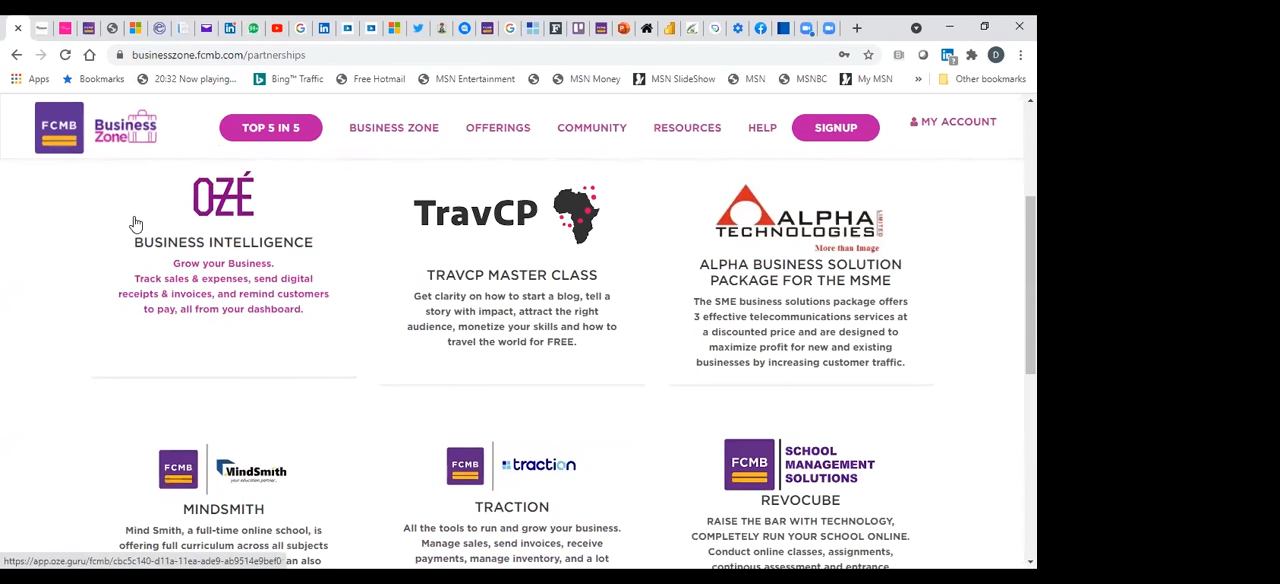 businesszone.fcmb.com/partnerships
D
Apps
Bookmarks
20:32 Now playing...
Bing™ Traffic
Free Hotmail
MSN Entertainment
MSN Money
MSN SlideShow
MSN
MSNBC
My MSN
»
Other bookmarks
FCMB
Business
Zone
TOP 5 IN 5
BUSINESS ZONE
OFFERINGS
COMMUNITY
RESOURCES
HELP
SIGNUP
MY ACCOUNT
OZÉ
BUSINESS INTELLIGENCE
Grow your Business.
Track sales & expenses, send digital
receipts & invoices, and remind customers
to pay, all from your dashboard.
TravCP
TRAVCP MASTER CLASS
Get clarity on how to start a blog, tell a
story with impact, attract the right
audience, monetize your skills and how to
travel the world for FREE.
ALPHA
TECHNOLOGIES
LIMITED
More than Image
ALPHA BUSINESS SOLUTION
PACKAGE FOR THE MSME
The SME business solutions package offers
3 effective telecommunications services at
a discounted price and are designed to
maximize profit for new and existing
businesses by increasing customer traffic.
FCMB
MindSmith
your education partner.
MINDSMITH
Mind Smith, a full-time online school, is
offering full curriculum across all subjects
an also
FCMB
traction
TRACTION
All the tools to run and grow your business.
Manage sales, send invoices, receive
payments, manage inventory, and a lot
FCMB
SCHOOL
MANAGEMENT
SOLUTIONS
REVOCUBE
RAISE THE BAR WITH TECHNOLOGY,
COMPLETELY RUN YOUR SCHOOL ONLINE.
Conduct online classes, assignments,
continous assessment and entrance
https://app.oze.guru/fcmb/cbc5c140-d11a-11ea-ade9-ab9514e9bef0